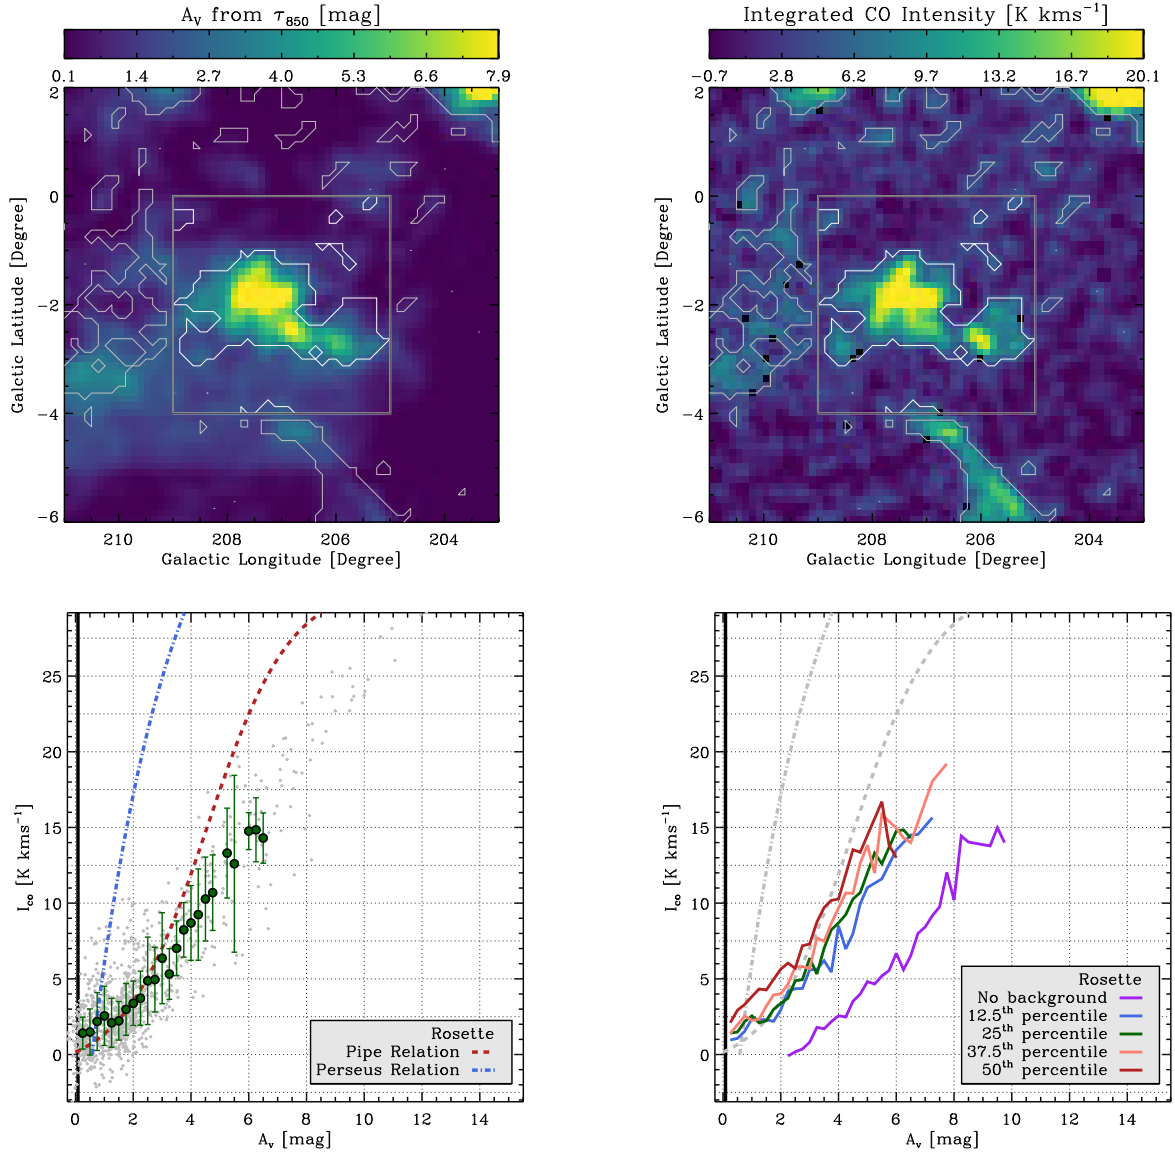 A_V from τ_850 [mag]
0.1 1.4 2.7 4.0 5.3 6.6 7.9
2
0
−2
−4
−6
Galactic Latitude [Degree]
210 208 206 204
Galactic Longitude [Degree]
Integrated CO Intensity [K kms⁻¹]
−0.7 2.8 6.2 9.7 13.2 16.7 20.1
2
0
−2
−4
−6
Galactic Latitude [Degree]
210 208 206 204
Galactic Longitude [Degree]
25
20
15
10
5
0
I_co [K kms⁻¹]
Rosette
Pipe Relation
Perseus Relation
0 2 4 6 8 10 12 14
A_v [mag]
25
20
15
10
5
0
I_co [K kms⁻¹]
Rosette
No background
12.5th percentile
25th percentile
37.5th percentile
50th percentile
0 2 4 6 8 10 12 14
A_v [mag]